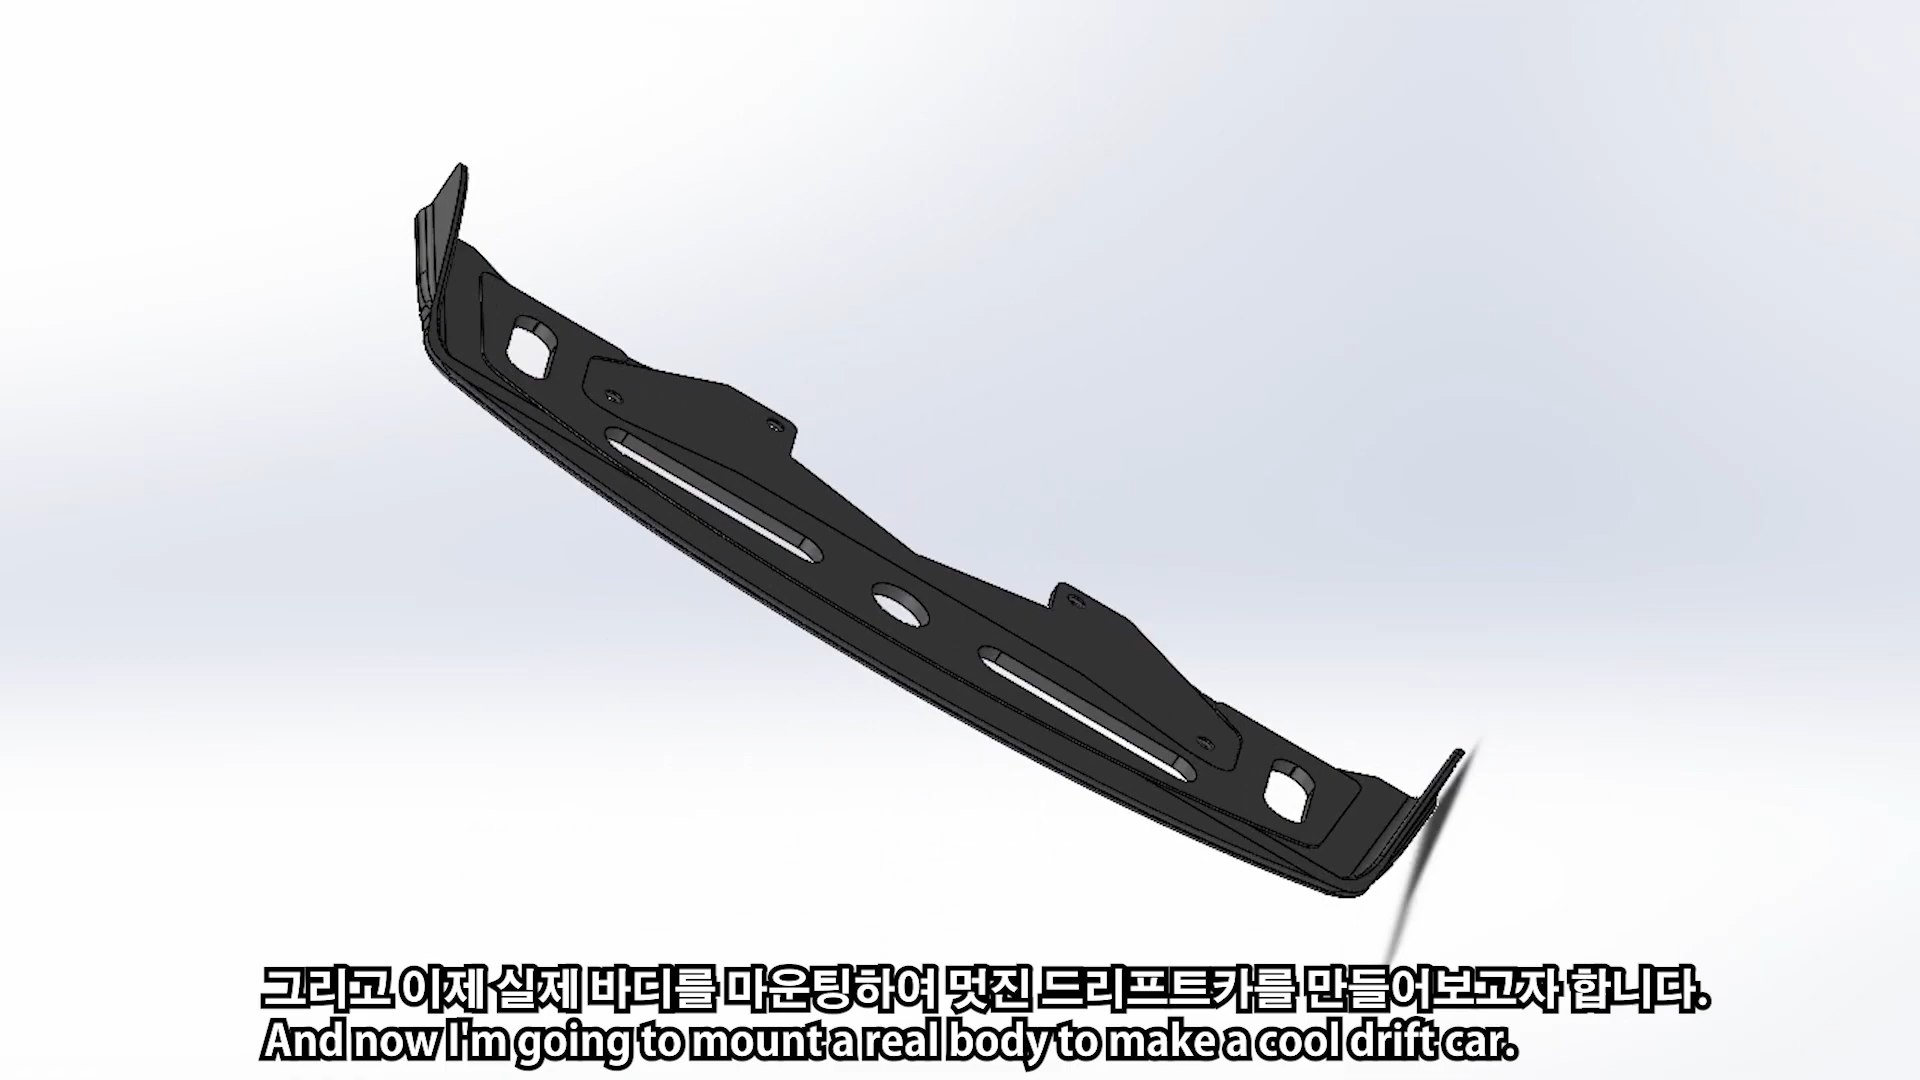 그리고 이제 실제 바디를 마운팅하여 멋진 드리프트카를 만들어보고자 합니다.
And now I'm going to mount a real body to make a cool drift car.